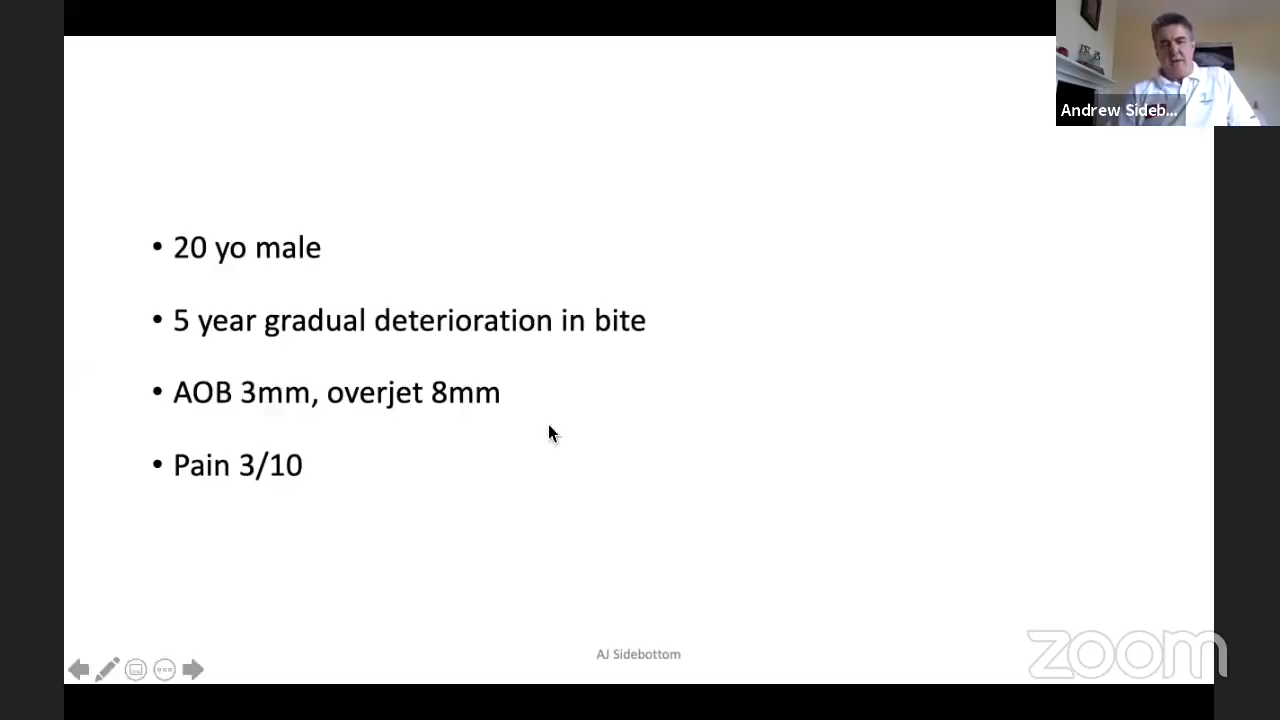 Andrew Sideb...
• 20 yo male
• 5 year gradual deterioration in bite
• AOB 3mm, overjet 8mm
• Pain 3/10
AJ Sidebottom
zoom